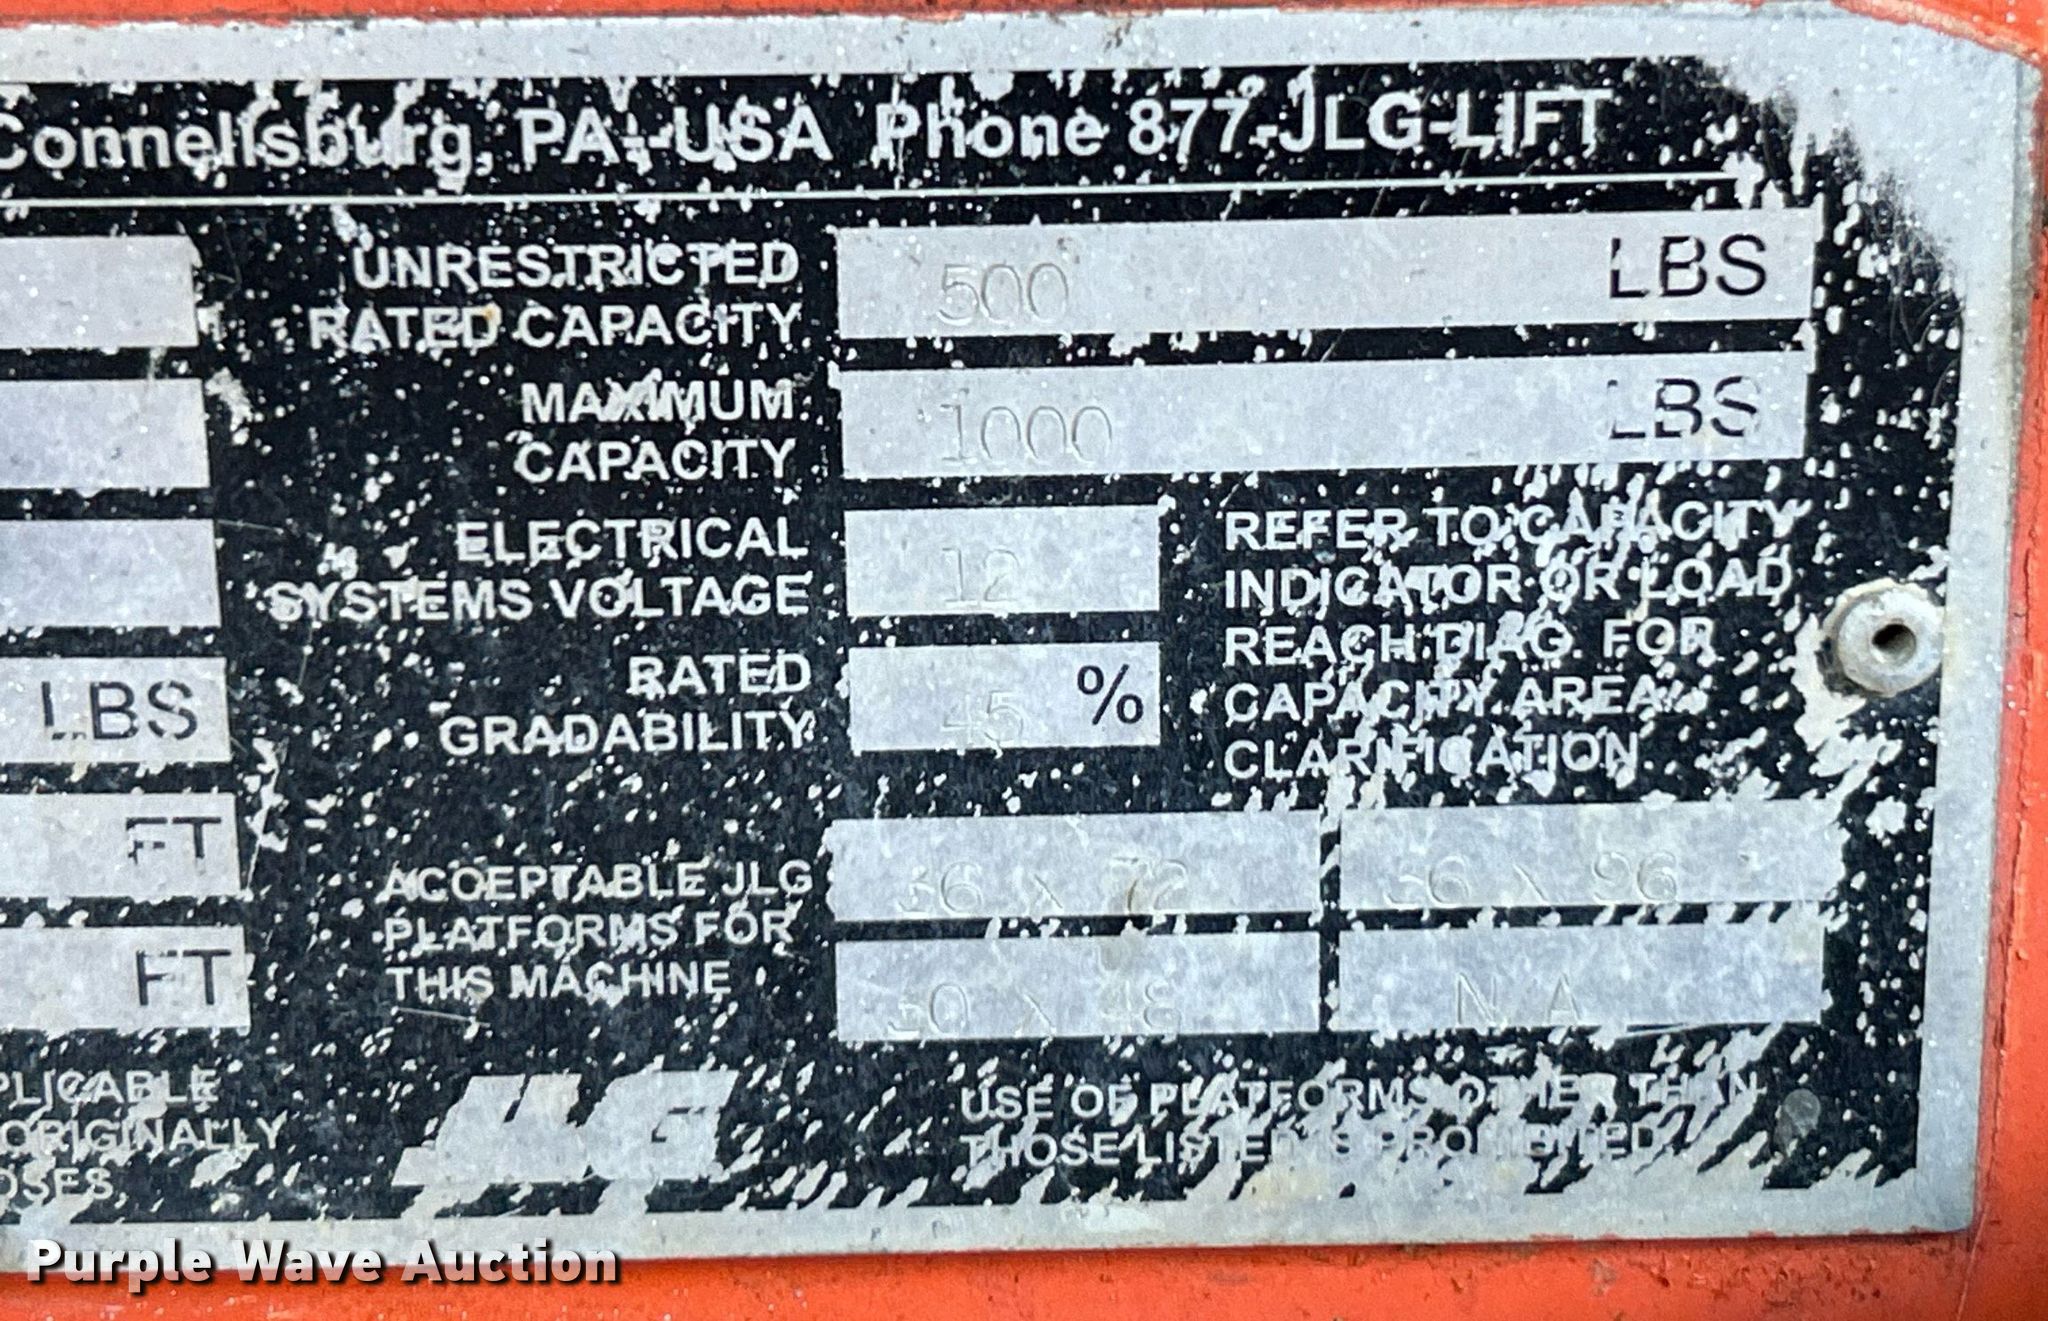 Connellsburg, PA - USA Phone 877-JLG-LIFT
UNRESTRICTED
RATED CAPACITY
500 LBS
MAXIMUM
CAPACITY
1000 LBS
ELECTRICAL
SYSTEMS VOLTAGE
12
RATED
GRADABILITY
45 %
REFER TO CAPACITY
INDICATOR OR LOAD
REACH DIAG. FOR
CAPACITY AREA
CLARIFICATION
LBS
FT
FT
ACCEPTABLE JLG
PLATFORMS FOR
THIS MACHINE
36 X 72
36 X 96
X 48
N/A
PLICABLE
ORIGINALLY
OSES
JLG
USE OF PLATFORMS OTHER THAN
THOSE LISTED IS PROHIBITED
Purple Wave Auction